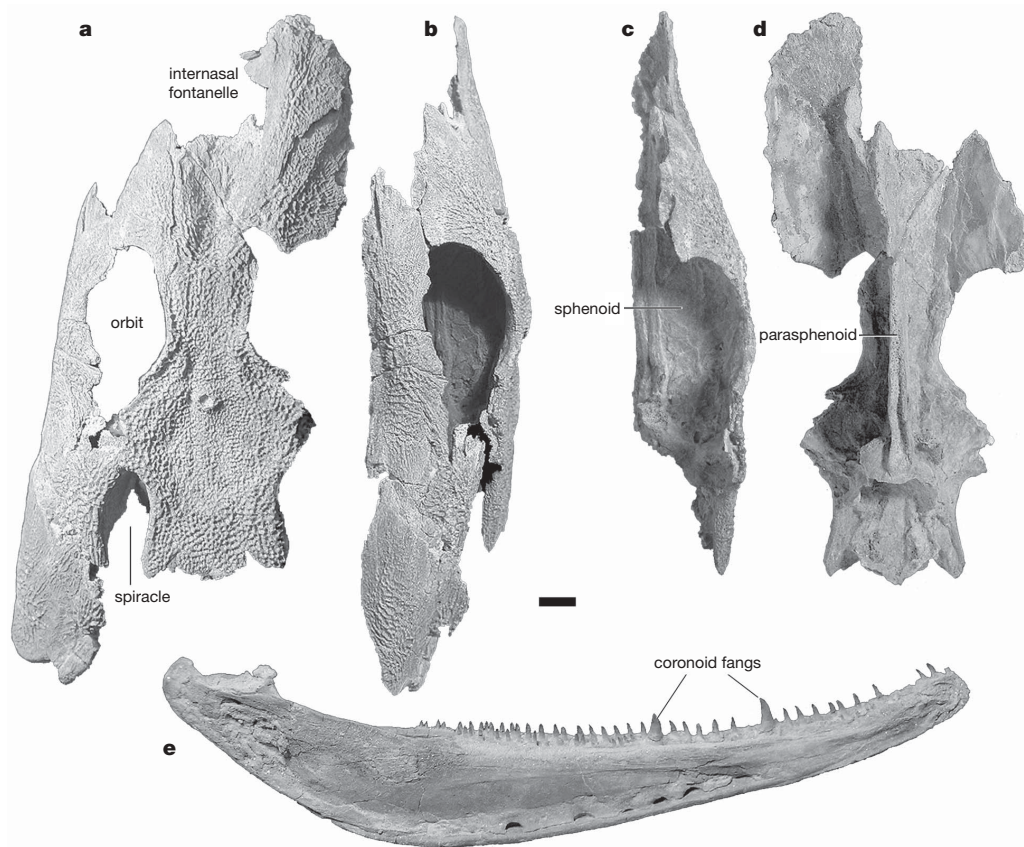 a
b
c
d
internasal
fontanelle
orbit
sphenoid
parasphenoid
spiracle
coronoid fangs
e